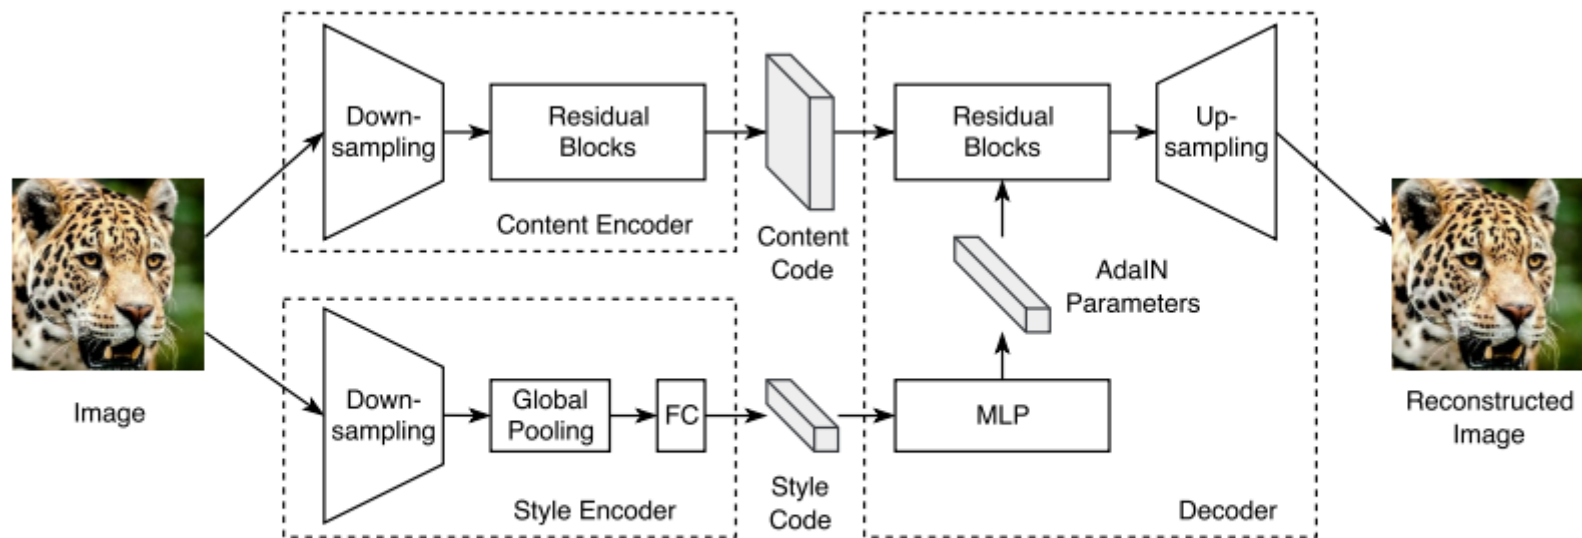 Down-
sampling
Residual
Blocks
Content Encoder
Content
Code
Residual
Blocks
Up-
sampling
AdaIN
Parameters
Image
Down-
sampling
Global
Pooling
FC
Style Encoder
Style
Code
MLP
Decoder
Reconstructed
Image